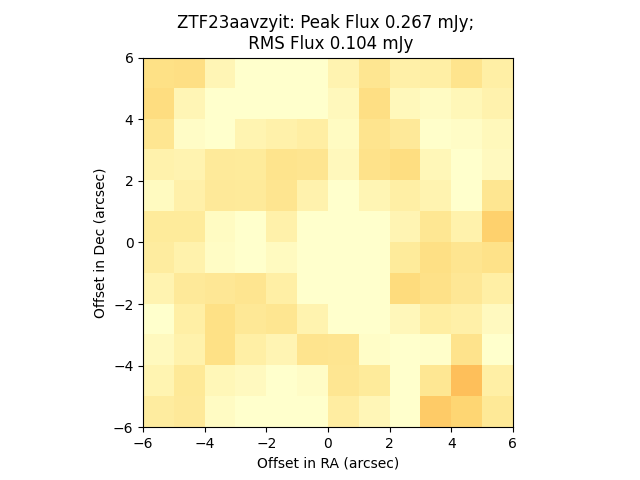 ZTF23aavzyit: Peak Flux 0.267 mJy;
RMS Flux 0.104 mJy
6
4
2
0
−2
−4
−6
Offset in Dec (arcsec)
−6 −4 −2 0 2 4 6
Offset in RA (arcsec)